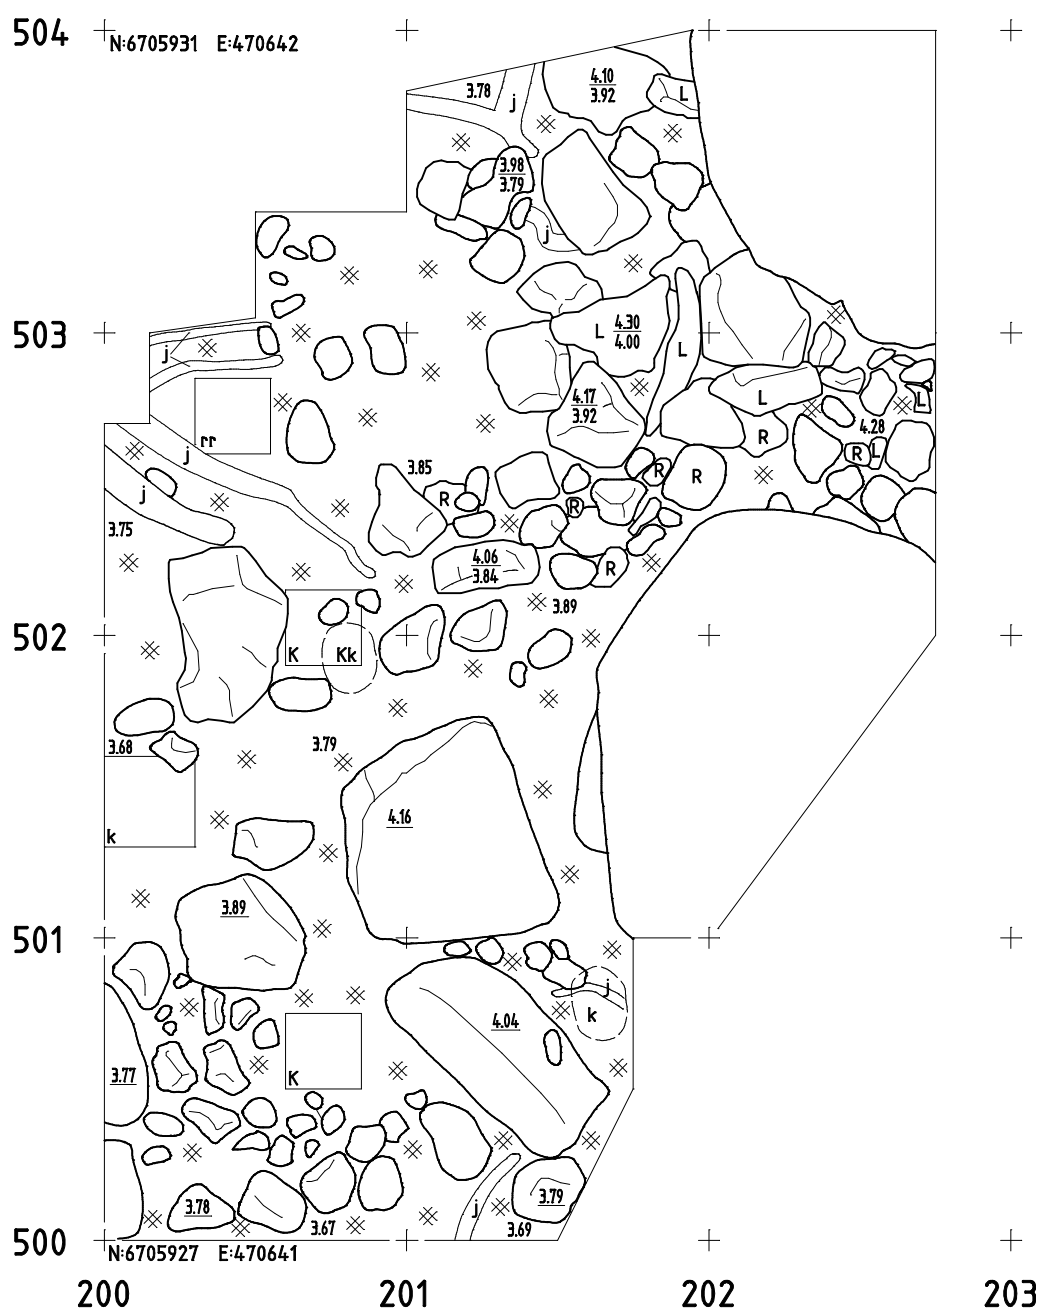 504
N:6705931 E:470642
3.78
j
4.10
3.92
L
3.98
3.79
j
503
j
L
4.30
4.00
L
4.17
3.92
L
L
R
4.28
R
L
rr
j
j
3.85
R
R
R
R
3.75
4.06
3.84
R
3.89
502
K
Kk
3.68
3.79
k
4.16
3.89
501
j
k
4.04
3.77
K
3.78
3.67
j
3.79
3.69
500
N:6705927 E:470641
200
201
202
203